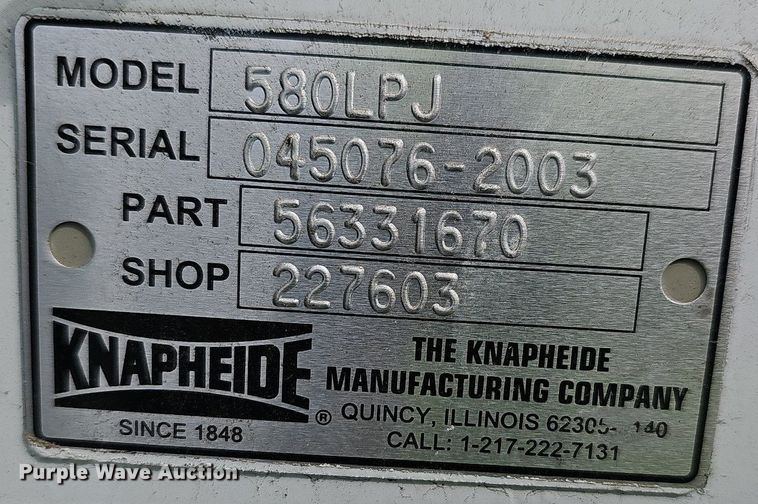 MODEL 580LPJ
SERIAL 045076-2003
PART 56331670
SHOP 227603
KNAPHEIDE ®
SINCE 1848
THE KNAPHEIDE
MANUFACTURING COMPANY
QUINCY, ILLINOIS 62305-
CALL: 1-217-222-7131
Purple Wave Auction